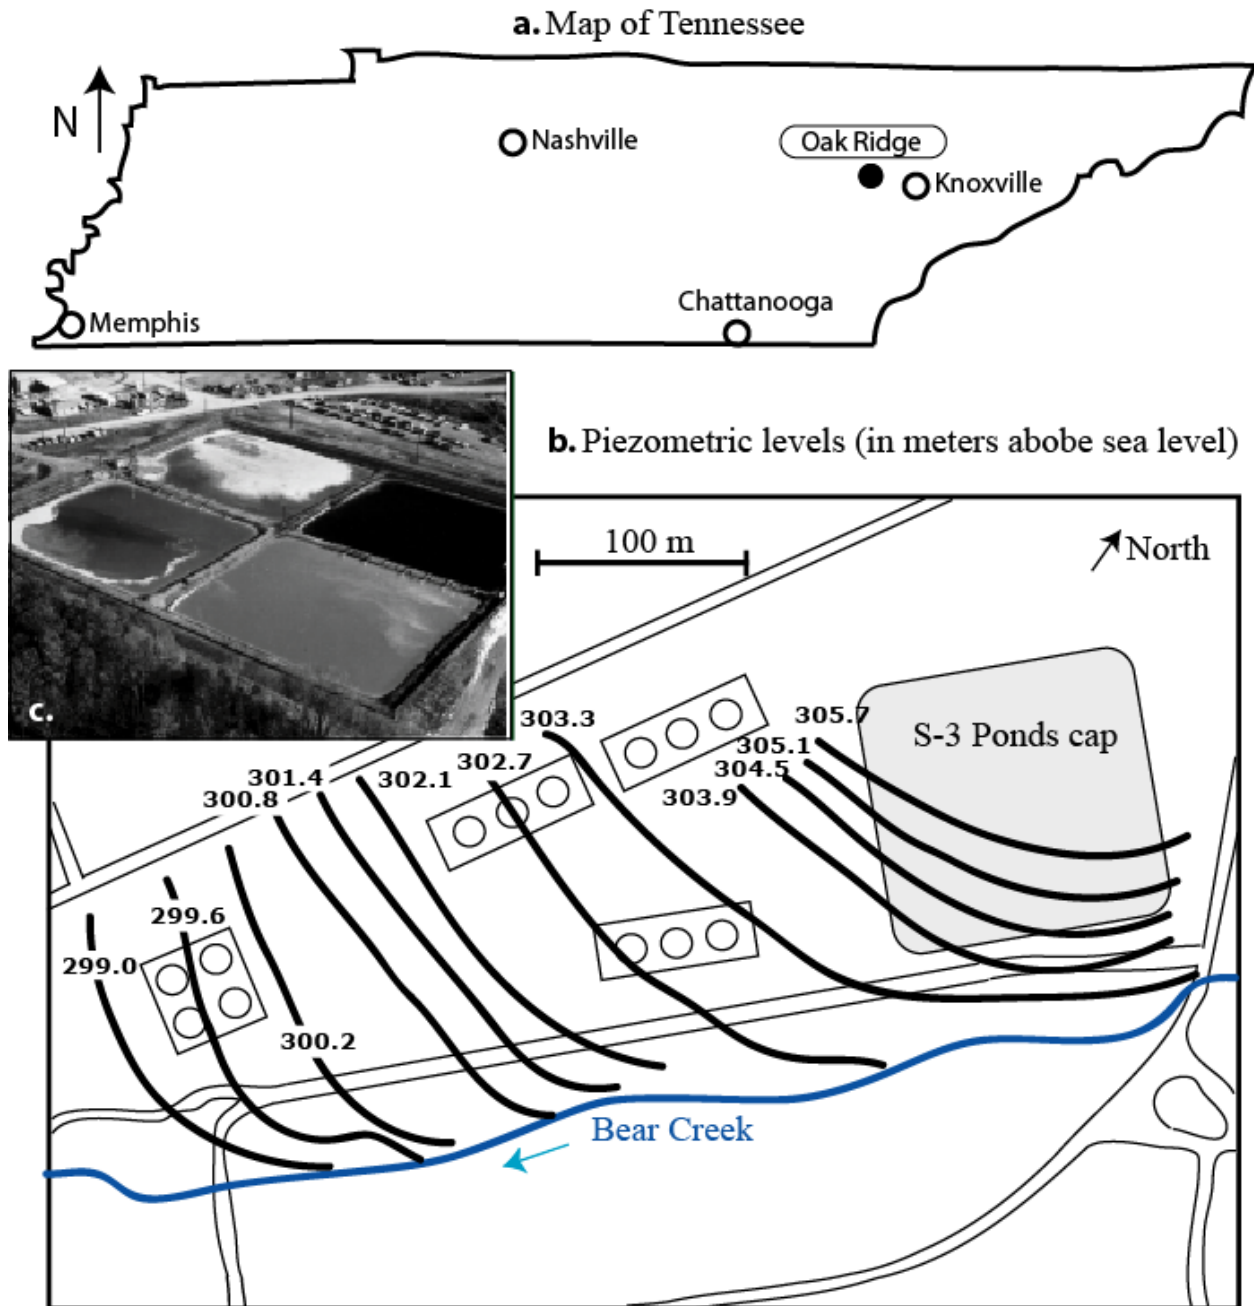 a. Map of Tennessee
N
Nashville
Oak Ridge
Knoxville
Chattanooga
Memphis
b. Piezometric levels (in meters abobe sea level)
100 m
North
c.
303.3
305.7
S-3 Ponds cap
305.1
302.7
304.5
301.4
302.1
303.9
300.8
299.6
299.0
300.2
Bear Creek